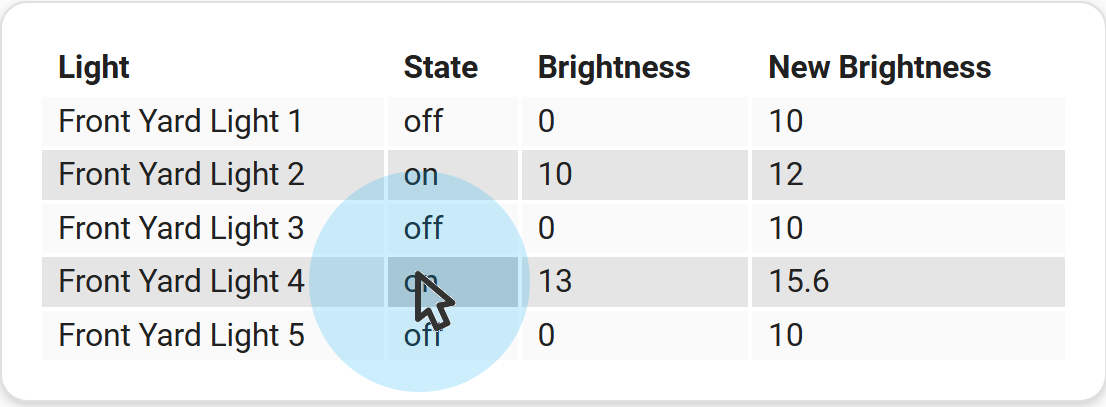 Light State Brightness New Brightness
Front Yard Light 1 off 0 10
Front Yard Light 2 on 10 12
Front Yard Light 3 off 0 10
Front Yard Light 4 on 13 15.6
Front Yard Light 5 off 0 10